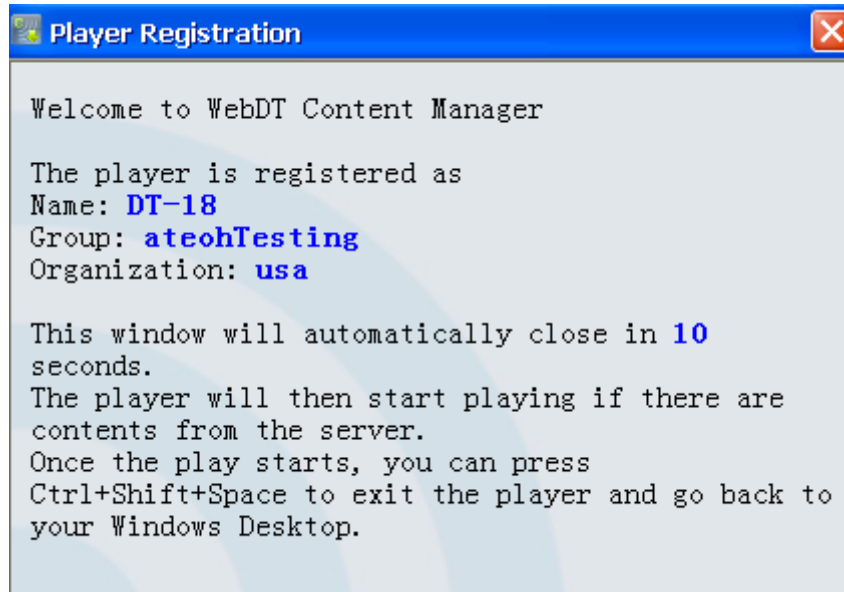 Player Registration
Welcome to WebDT Content Manager
The player is registered as
Name: DT-18
Group: ateohTesting
Organization: usa
This window will automatically close in 10
seconds.
The player will then start playing if there are
contents from the server.
Once the play starts, you can press
Ctrl+Shift+Space to exit the player and go back to
your Windows Desktop.